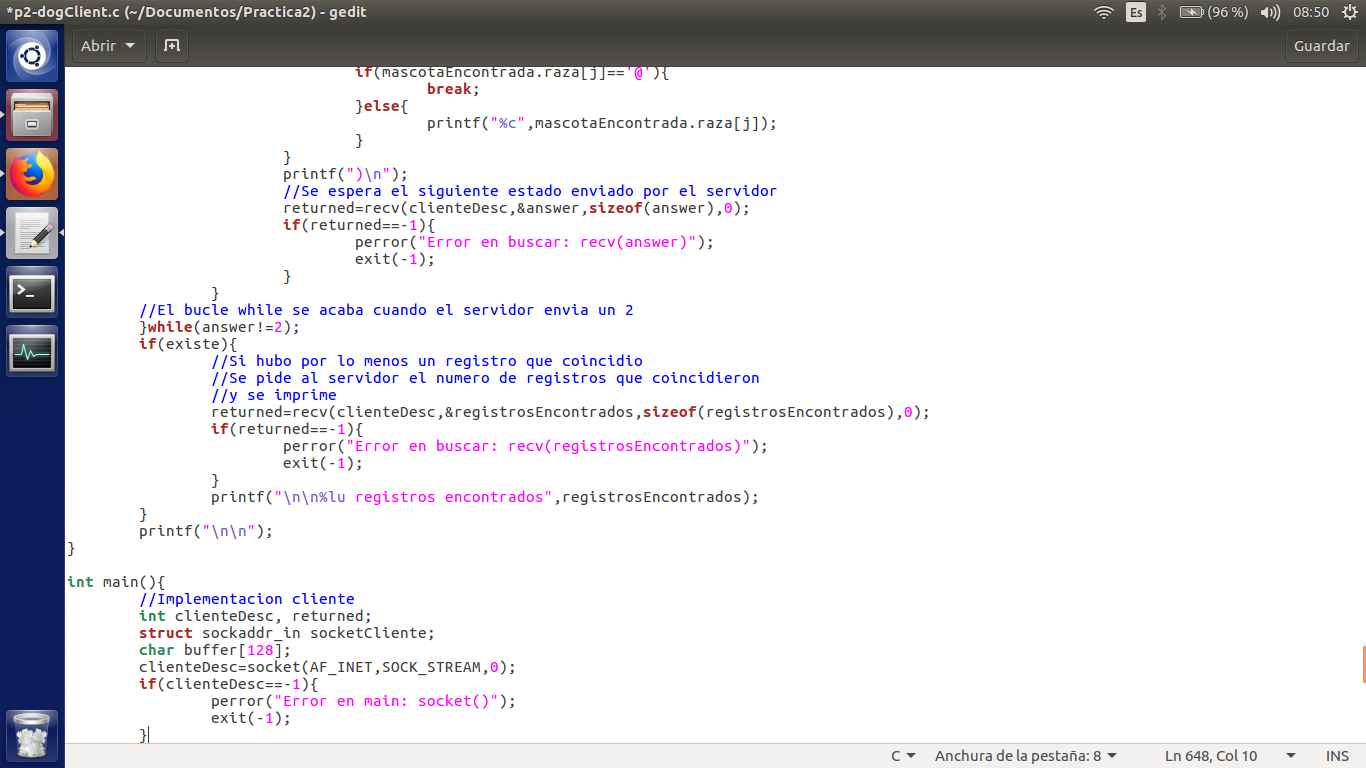 *p2-dogClient.c (~/Documentos/Practica2) - gedit
Es
(96 %)
08:50
Abrir
Guardar
if(mascotaEncontrada.raza[j]=='@'){
break;
}else{
printf("%c",mascotaEncontrada.raza[j]);
}
}
printf(")\n");
//Se espera el siguiente estado enviado por el servidor
returned=recv(clienteDesc,&answer,sizeof(answer),0);
if(returned==-1){
perror("Error en buscar: recv(answer)");
exit(-1);
}
}
//El bucle while se acaba cuando el servidor envia un 2
}while(answer!=2);
if(existe){
//Si hubo por lo menos un registro que coincidio
//Se pide al servidor el numero de registros que coincidieron
//y se imprime
returned=recv(clienteDesc,&registrosEncontrados,sizeof(registrosEncontrados),0);
if(returned==-1){
perror("Error en buscar: recv(registrosEncontrados)");
exit(-1);
}
printf("\n\n%lu registros encontrados",registrosEncontrados);
}
printf("\n\n");
}
int main(){
//Implementacion cliente
int clienteDesc, returned;
struct sockaddr_in socketCliente;
char buffer[128];
clienteDesc=socket(AF_INET,SOCK_STREAM,0);
if(clienteDesc==-1){
perror("Error en main: socket()");
exit(-1);
}
C
Anchura de la pestaña: 8
Ln 648, Col 10
INS